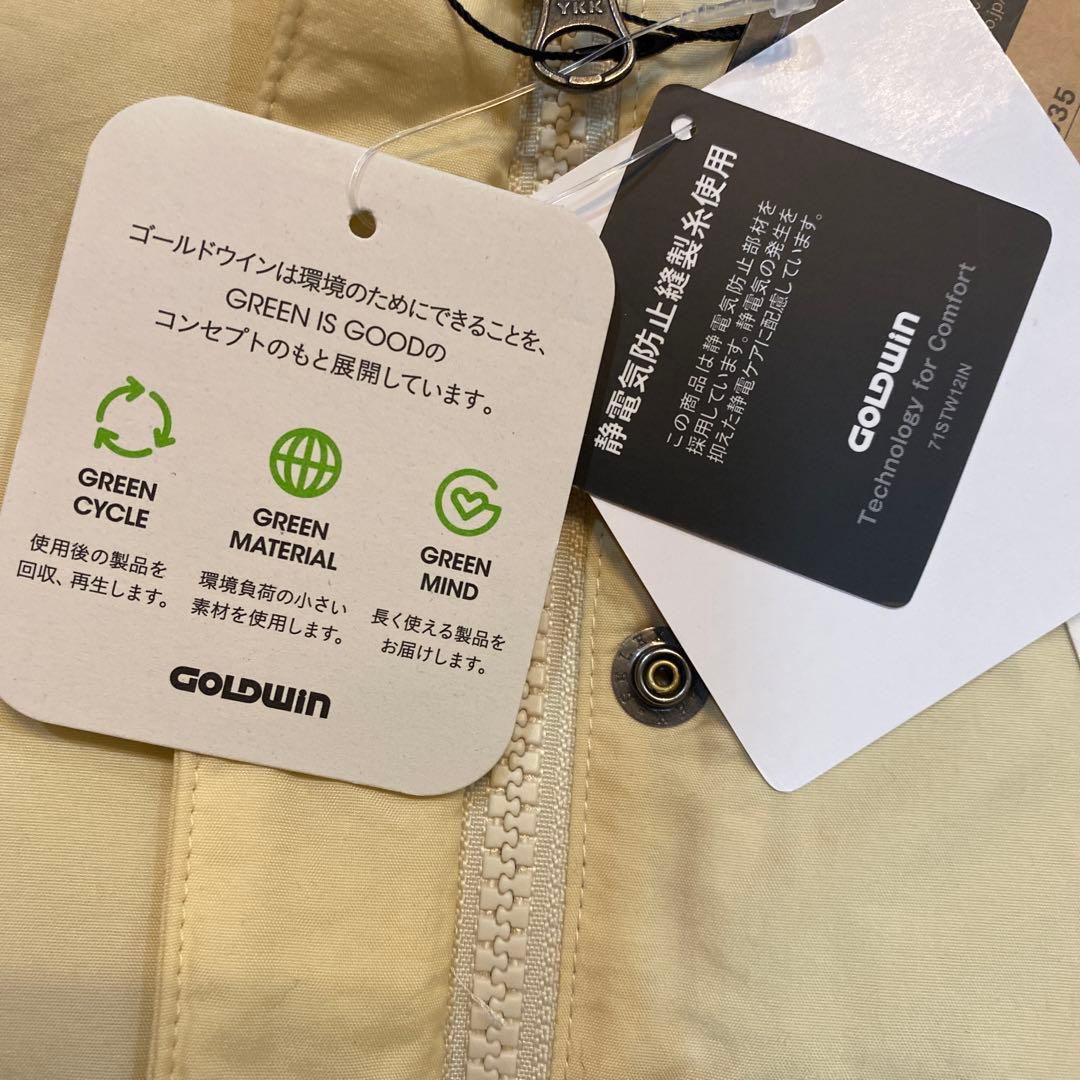 YKK
ゴールドウインは環境のためにできることを、
GREEN IS GOODの
コンセプトのもと展開しています。
GREEN
CYCLE
使用後の製品を
回収、再生します。
GREEN
MATERIAL
環境負荷の小さい
素材を使用します。
GREEN
MIND
長く使える製品を
お届けします。
GOLDWIN
静電気防止縫製糸使用
この商品は静電気防止部材を
採用しています。静電気の発生を
抑えた静電ケアに配慮しています。
GOLDWIN
Technology for Comfort
71STW12IN